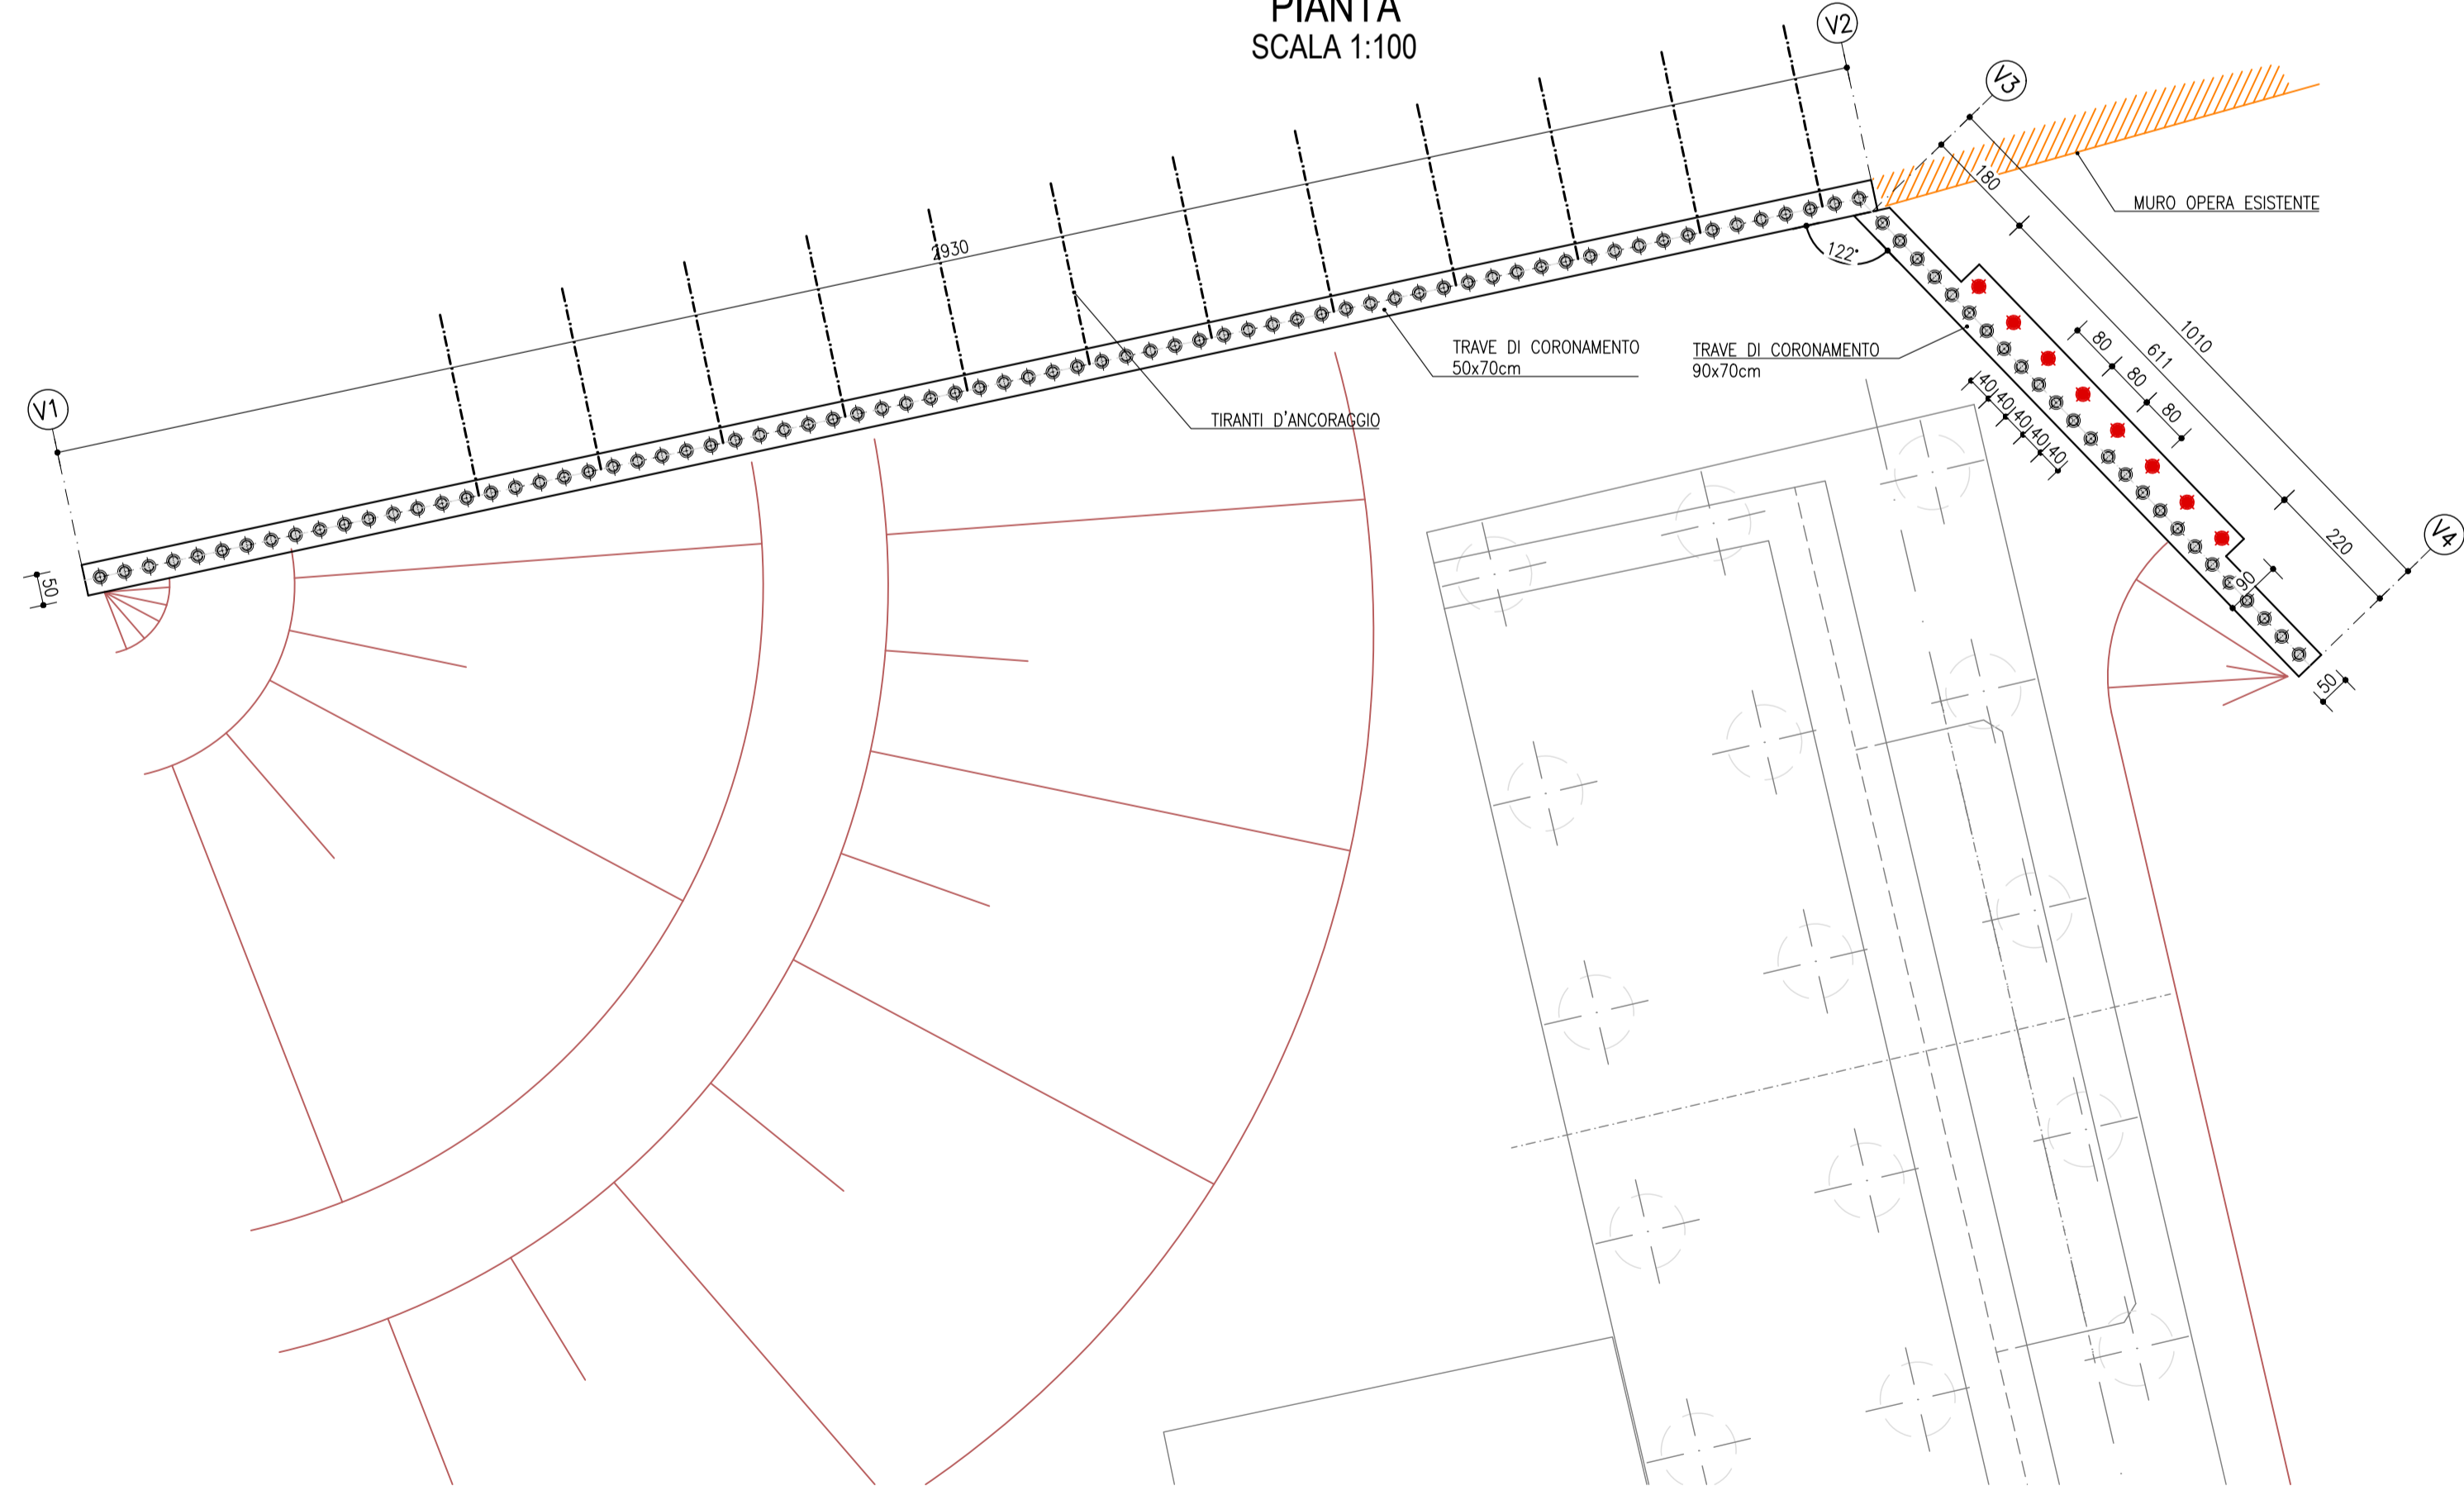 PIANTA
SCALA 1:100
V1
V2
V3
V4
2930
180
1010
611
220
MURO OPERA ESISTENTE
122°
TRAVE DI CORONAMENTO
50x70cm
TRAVE DI CORONAMENTO
90x70cm
TIRANTI D'ANCORAGGIO
80
80
80
40
40
40
40
40
90
50
50